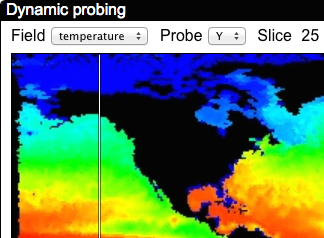 Dynamic probing
Field temperature Probe Y Slice 25